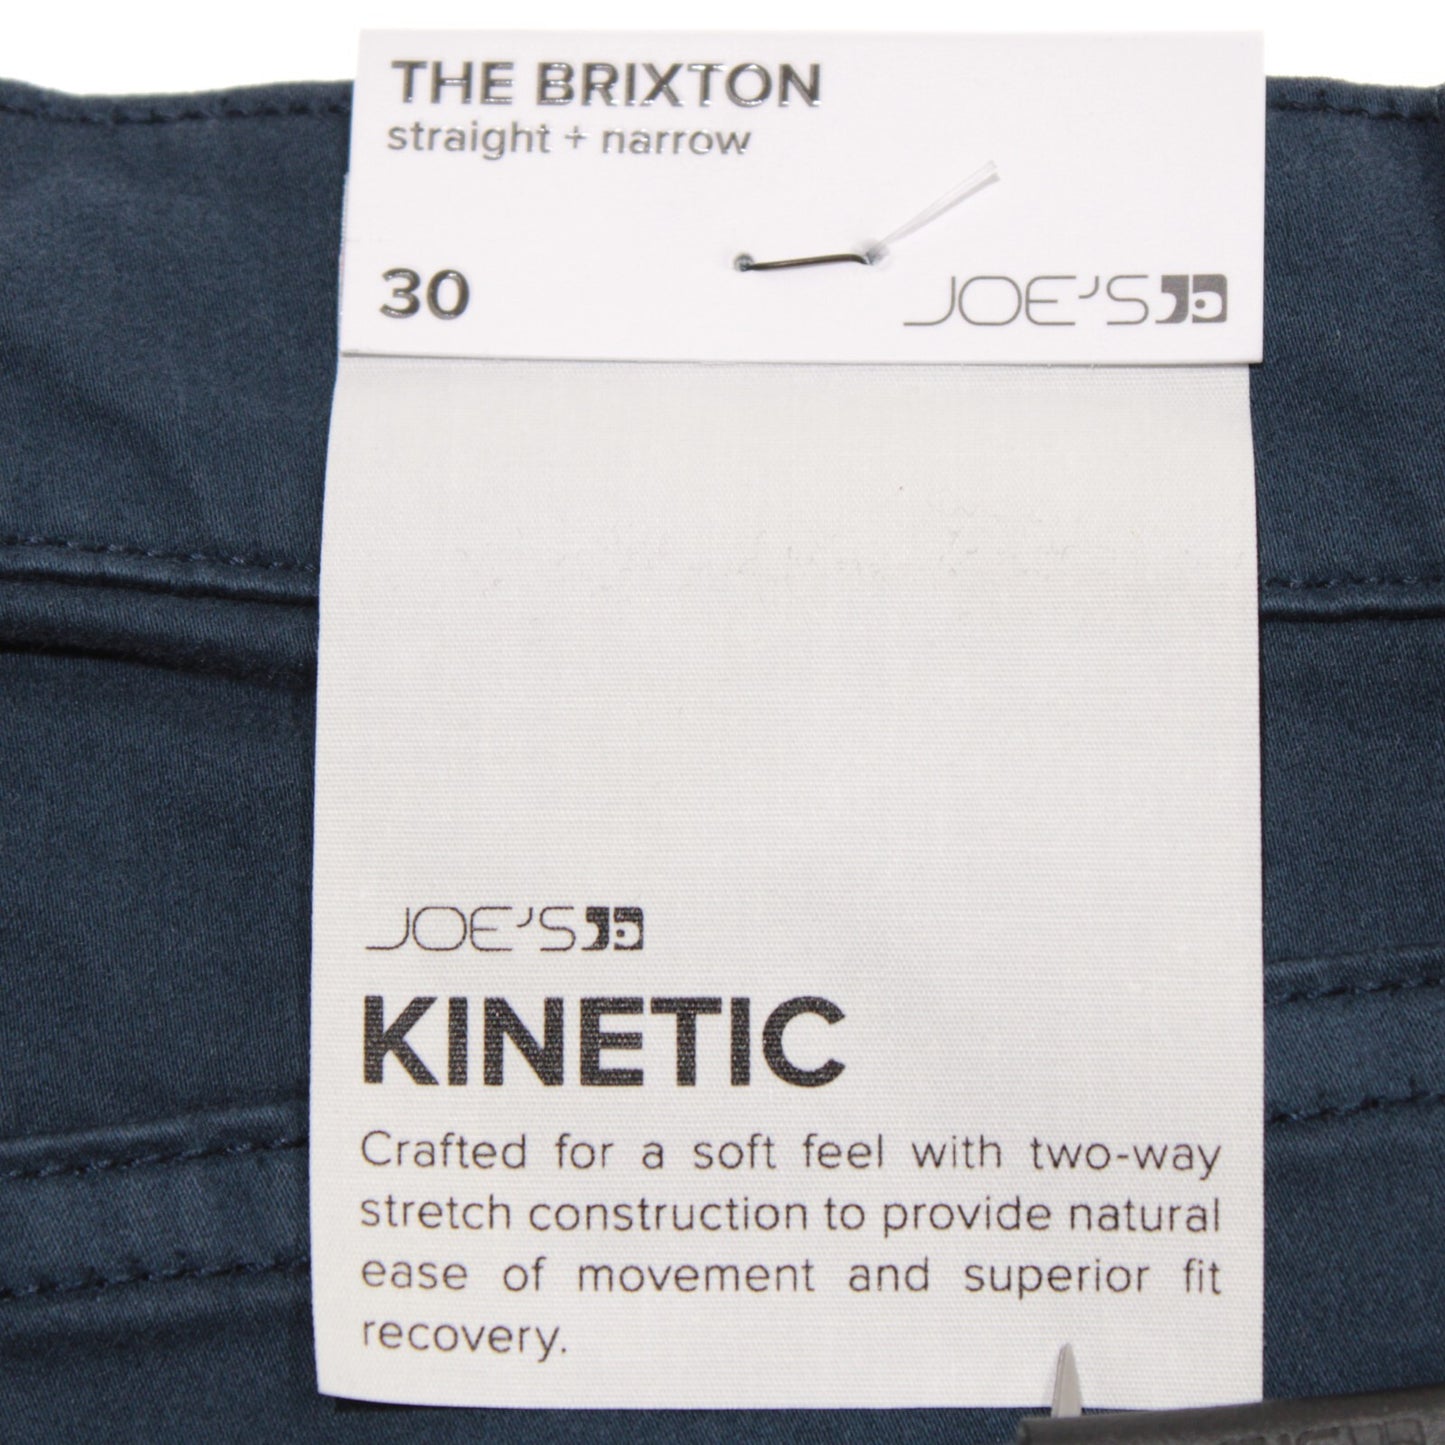 THE BRIXTON
straight + narrow
30
JOE'S
JOE'S
KINETIC
Crafted for a soft feel with two-way
stretch construction to provide natural
ease of movement and superior fit
recovery.